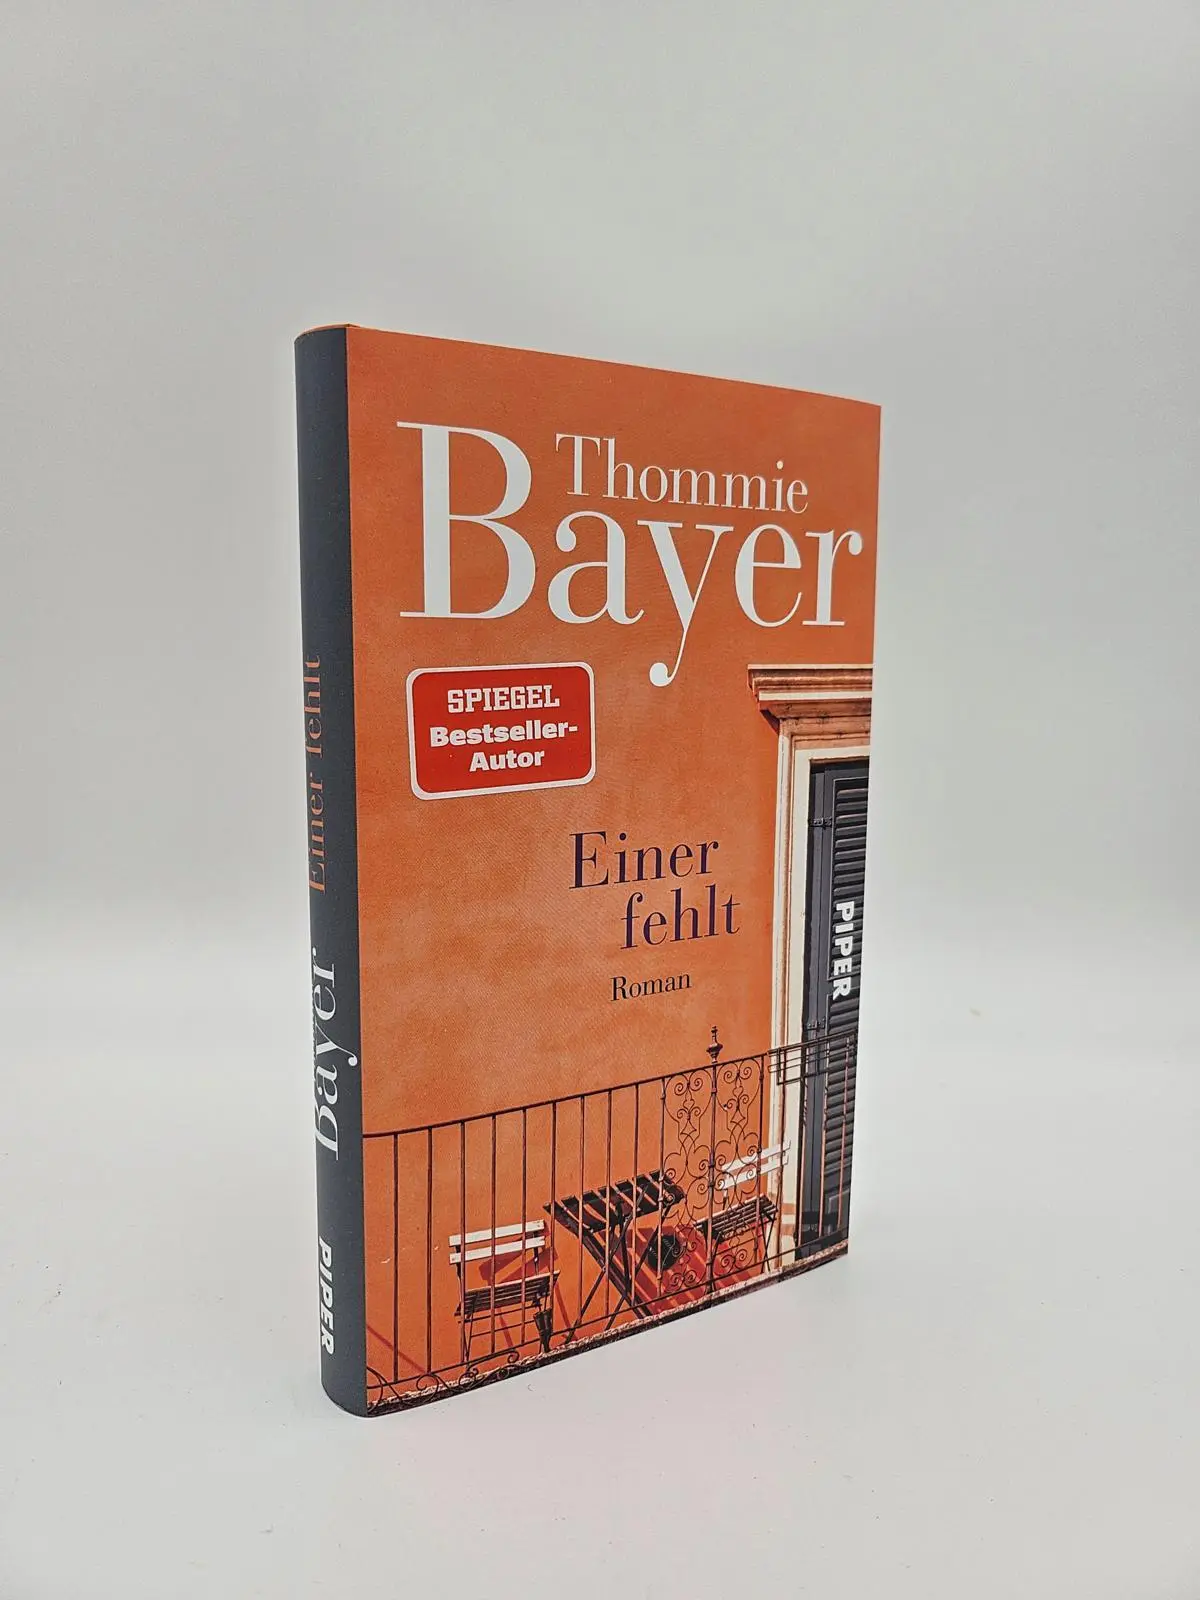 Thommie
Bayer
SPIEGEL
Bestseller-
Autor
Einer
fehlt
Roman
PIPER
Einer fehlt
Bayer
PIPER